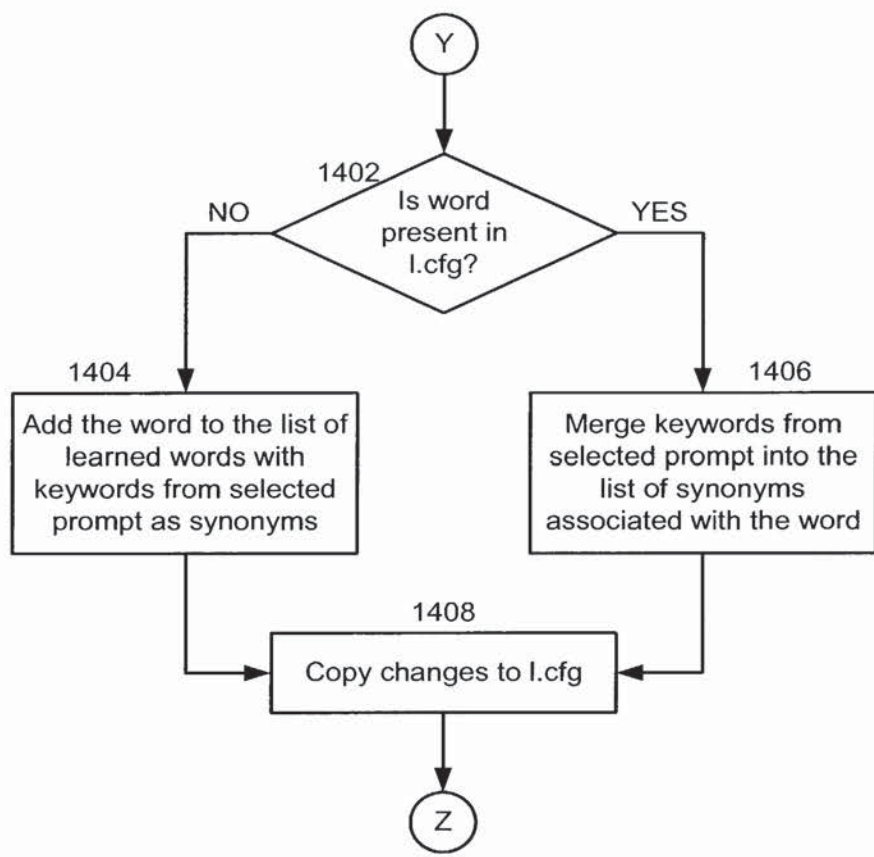 Y
1402
Is word
present in
l.cfg?
NO
YES
1404
Add the word to the list of
learned words with
keywords from selected
prompt as synonyms
1406
Merge keywords from
selected prompt into the
list of synonyms
associated with the word
1408
Copy changes to l.cfg
Z